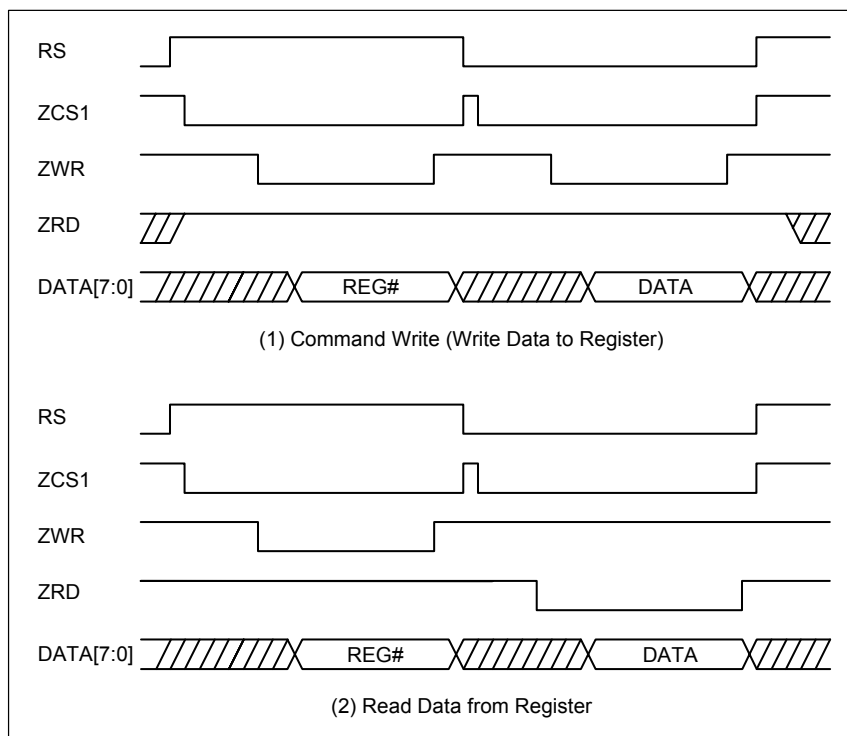 RS
ZCS1
ZWR
ZRD
DATA[7:0] REG# DATA
(1) Command Write (Write Data to Register)
RS
ZCS1
ZWR
ZRD
DATA[7:0] REG# DATA
(2) Read Data from Register